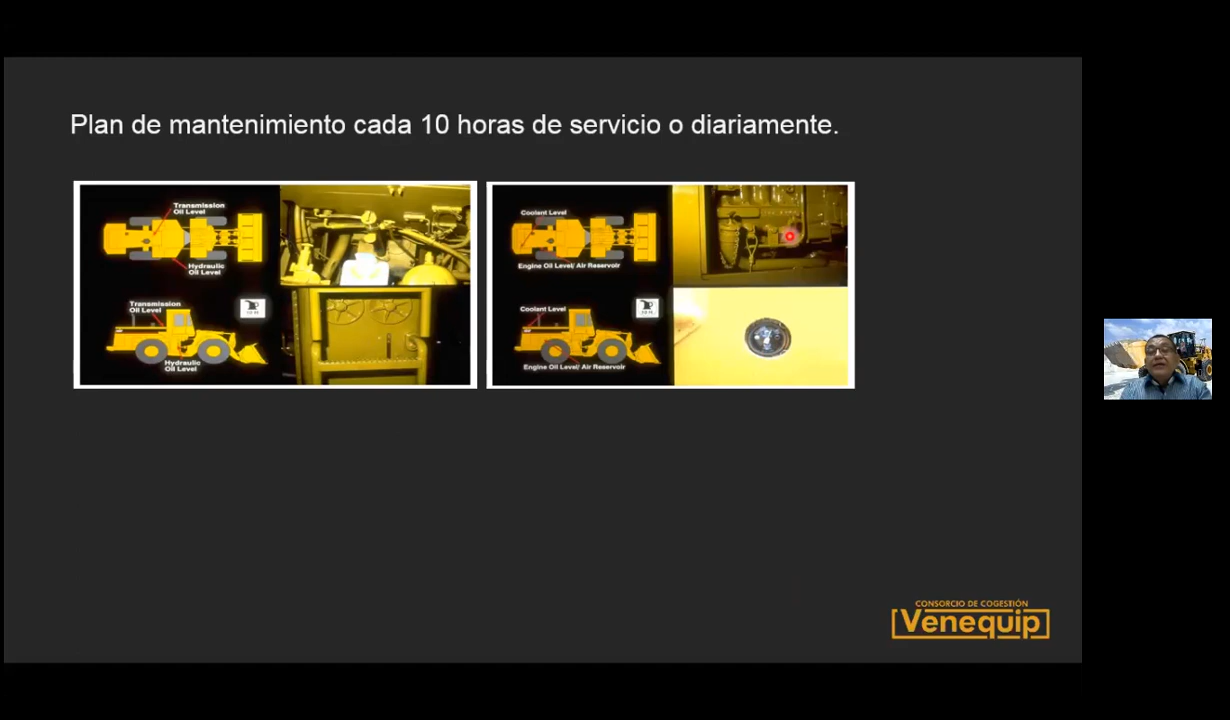 Plan de mantenimiento cada 10 horas de servicio o diariamente.
Transmission
Oil Level
Hydraulic
Oil Level
Transmission
Oil Level
Hydraulic
Oil Level
Coolant Level
Engine Oil Level/ Air Reservoir
Coolant Level
Engine Oil Level/ Air Reservoir
CONSORCIO DE COGESTIÓN
Venequip